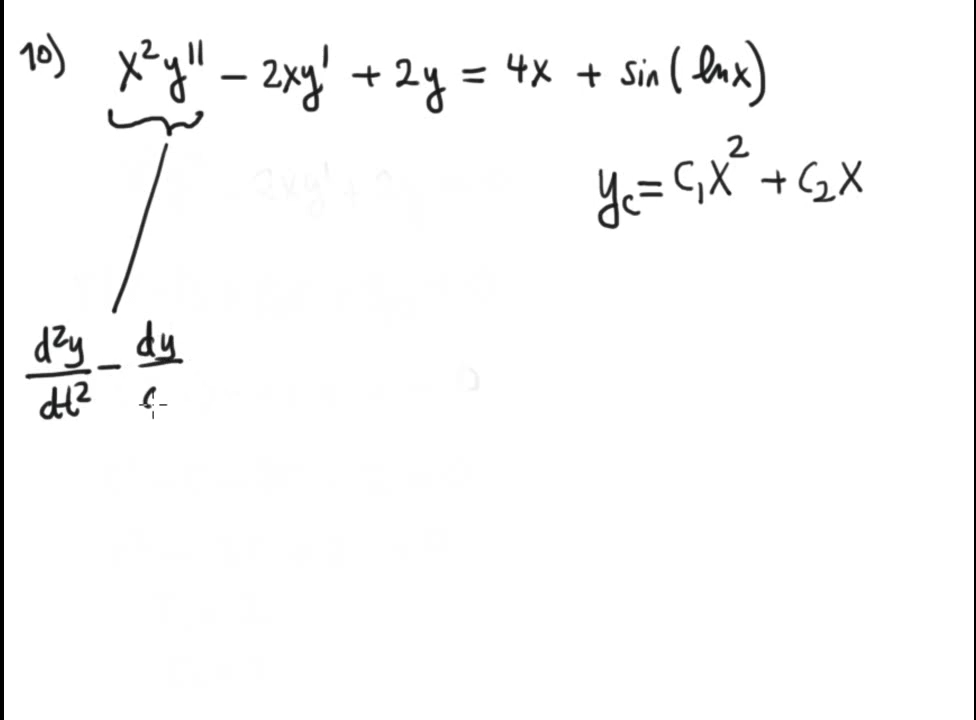 10) x²y'' - 2xy' + 2y = 4x + sin(lnx)
y_c = C₁x² + C₂x
d²y/dt² - dy/